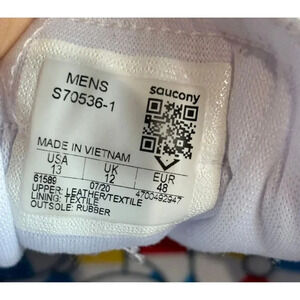 MENS
S70536-1
saucony
MADE IN VIETNAM
USA UK EUR
13 12 48
61589 07/20 4700492947
UPPER: LEATHER/TEXTILE
LINING: TEXTILE
OUTSOLE: RUBBER